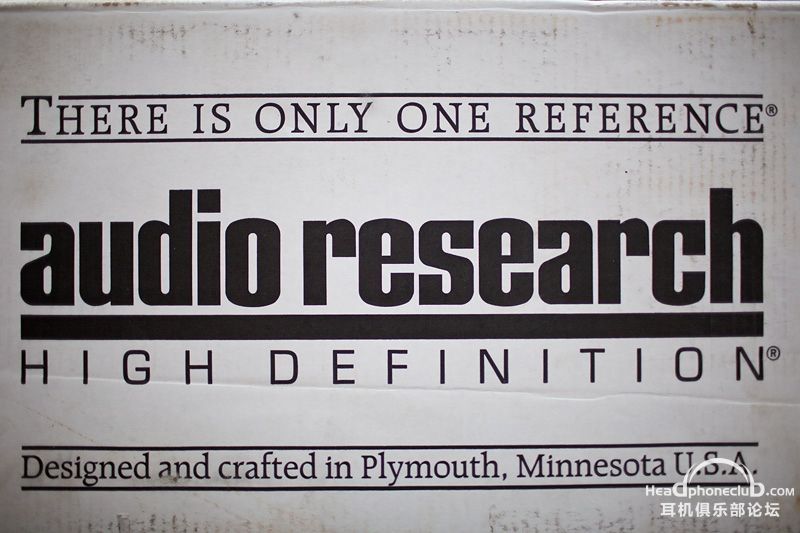 THERE IS ONLY ONE REFERENCE®
audio research
HIGH DEFINITION®
Designed and crafted in Plymouth, Minnesota U.S.A.
HeadphonecluB.com
耳机俱乐部论坛